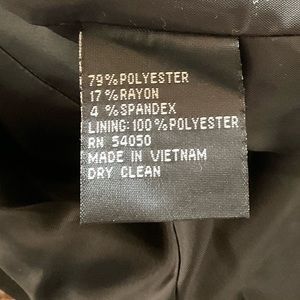 79%POLYESTER
17%RAYON
4 %SPANDEX
LINING:100%POLYESTER
RN 54050
MADE IN VIETNAM
DRY CLEAN